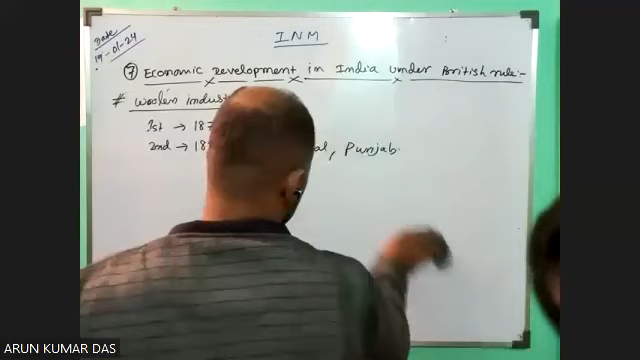 INM
Date
19-01-24
⑦ Economic Development in India under British rule:-
# Woolen indust
1st → 187
2nd → 18 al, Punjab.
ARUN KUMAR DAS